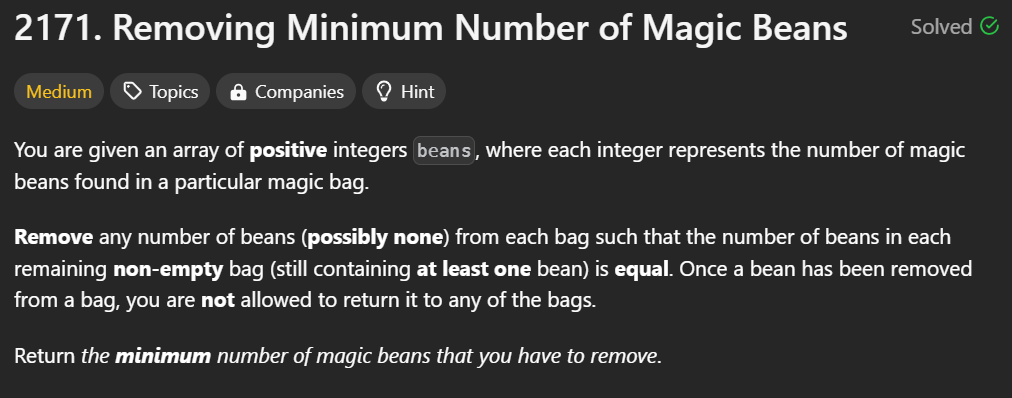 2171. Removing Minimum Number of Magic Beans
Solved
Medium
Topics
Companies
Hint
You are given an array of positive integers beans, where each integer represents the number of magic
beans found in a particular magic bag.
Remove any number of beans (possibly none) from each bag such that the number of beans in each
remaining non-empty bag (still containing at least one bean) is equal. Once a bean has been removed
from a bag, you are not allowed to return it to any of the bags.
Return the minimum number of magic beans that you have to remove.